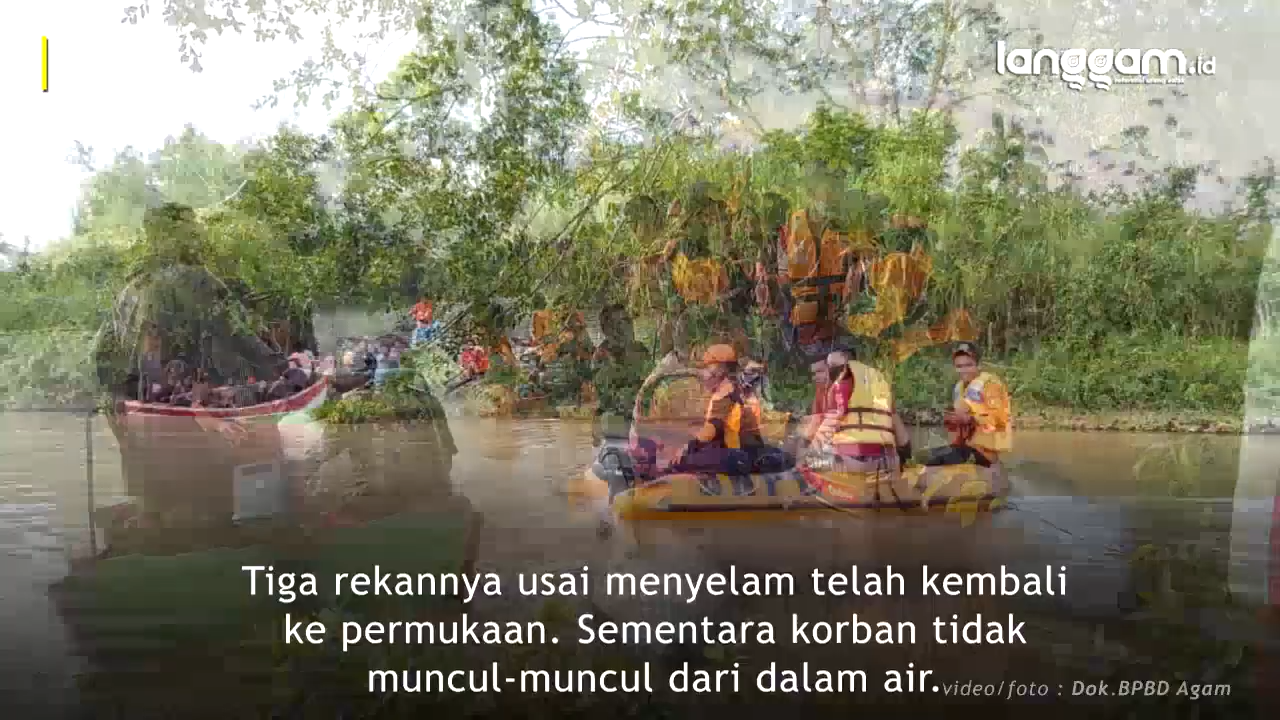 langgam.id
Tiga rekannya usai menyelam telah kembali
ke permukaan. Sementara korban tidak
muncul-muncul dari dalam air.
video/foto : Dok.BPBD Agam